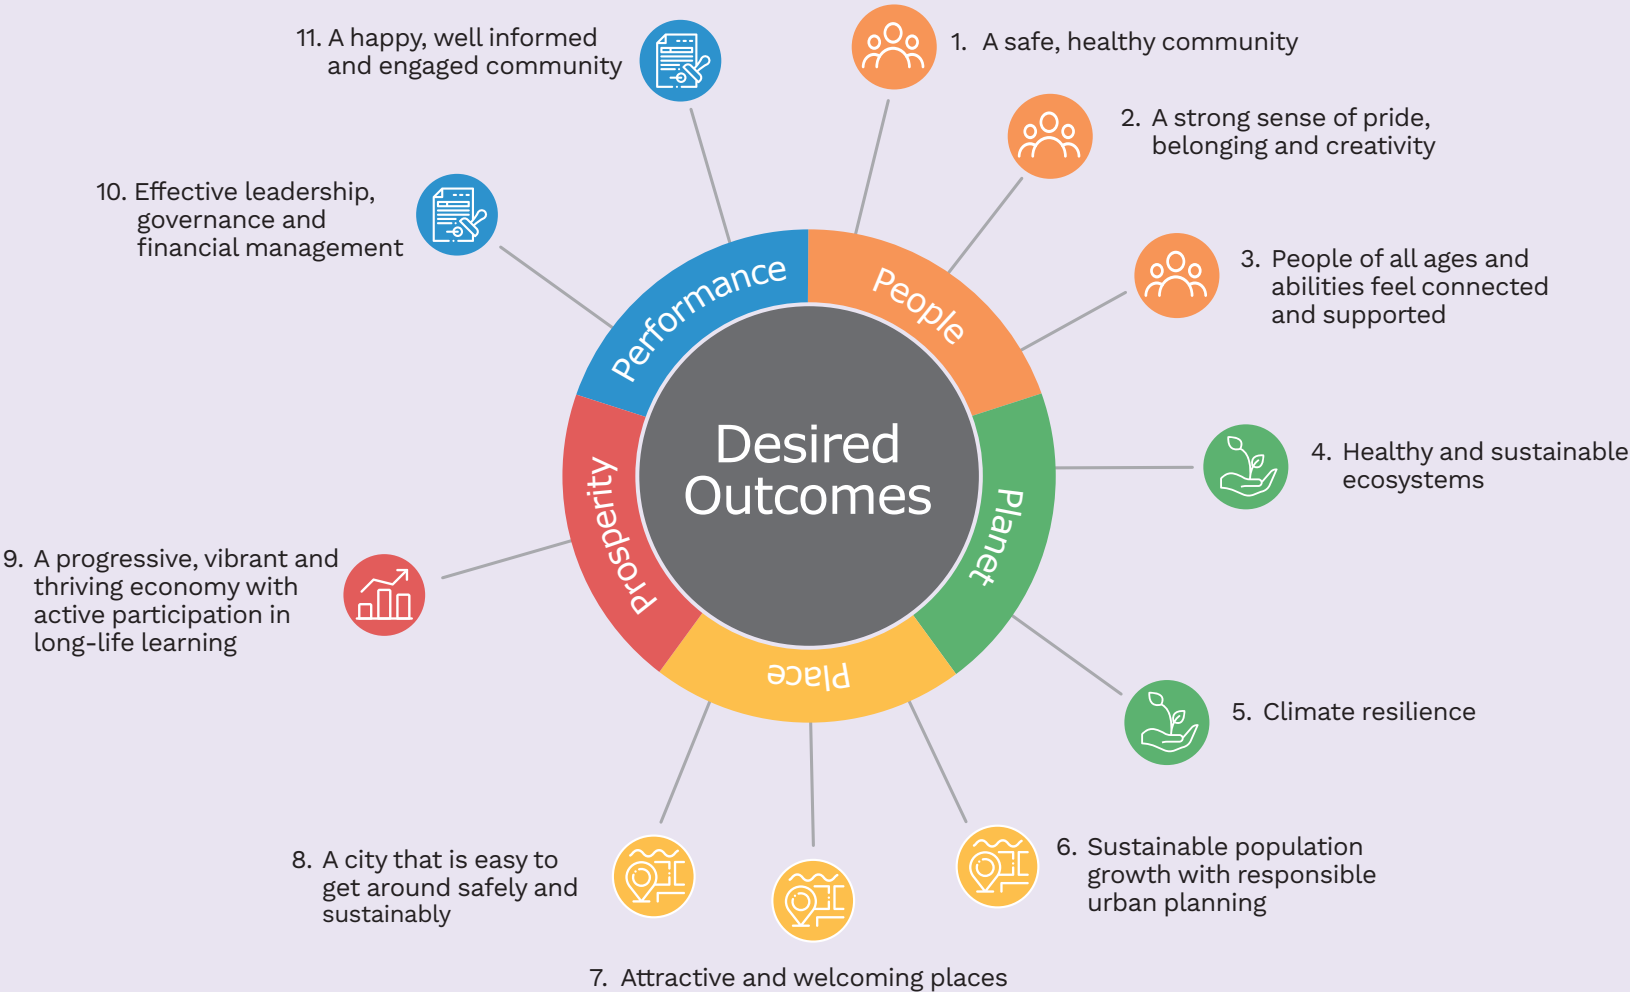 Desired
Outcomes
People
Planet
Place
Prosperity
Performance
1. A safe, healthy community
2. A strong sense of pride,
belonging and creativity
3. People of all ages and
abilities feel connected
and supported
4. Healthy and sustainable
ecosystems
5. Climate resilience
6. Sustainable population
growth with responsible
urban planning
7. Attractive and welcoming places
8. A city that is easy to
get around safely and
sustainably
9. A progressive, vibrant and
thriving economy with
active participation in
long-life learning
10. Effective leadership,
governance and
financial management
11. A happy, well informed
and engaged community